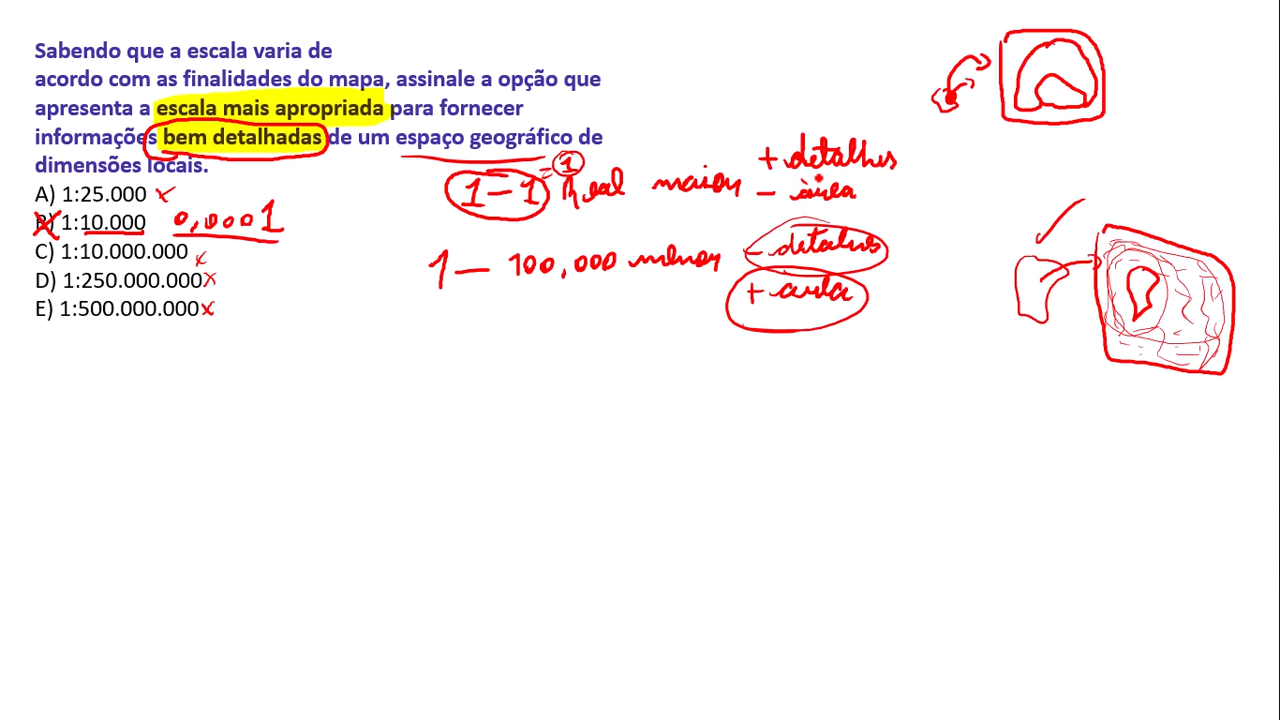 Sabendo que a escala varia de
acordo com as finalidades do mapa, assinale a opção que
apresenta a escala mais apropriada para fornecer
informações bem detalhadas de um espaço geográfico de
dimensões locais.
A) 1:25.000 x
B) 1:10.000 0,0001
C) 1:10.000.000 x
D) 1:250.000.000 x
E) 1:500.000.000 x
1 – 1 = 1 Real maior + detalhes
– área
1 – 100,000 menor – detalhes
+ área